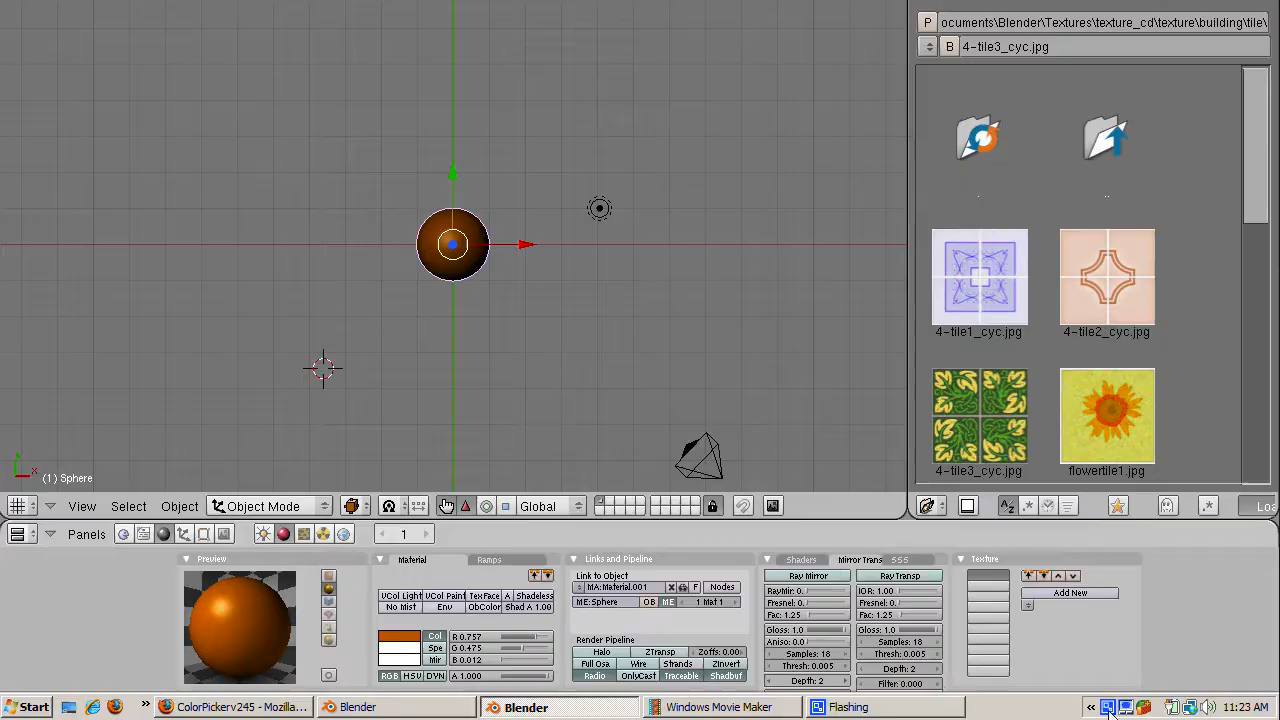 P ocuments\Blender\Textures\texture_cd\texture\building\tile\
B 4-tile3_cyc.jpg
. ..
4-tile1_cyc.jpg 4-tile2_cyc.jpg
4-tile3_cyc.jpg flowertile1.jpg
(1) Sphere
View Select Object Object Mode Global Loa
Panels 1
Preview
Material Ramps
VCol Light VCol Paint TexFace A Shadeless
No Mist Env ObColor Shad A 1.00
Col R 0.757
Spe G 0.475
Mir B 0.012
RGB HSV DYN A 1.000
Links and Pipeline
Link to Object
MA:Material.001 F Nodes
ME:Sphere OB ME 1 Mat 1
Render Pipeline
Halo ZTransp Zoffs: 0.00
Full Osa Wire Strands ZInvert
Radio OnlyCast Traceable Shadbuf
Shaders Mirror Trans SSS
Ray Mirror Ray Transp
RayMir: 0. IOR: 1.00
Fresnel: 0. Fresnel: 0.
Fac: 1.25 Fac: 1.25
Gloss: 1.0 Gloss: 1.0
Aniso: 0.0 Samples: 18
Samples: 18 Thresh: 0.005
Thresh: 0.005 Depth: 2
Depth: 2 Filter: 0.000
Texture
Add New
Start » ColorPickerv245 - Mozilla... Blender Blender Windows Movie Maker Flashing « 11:23 AM